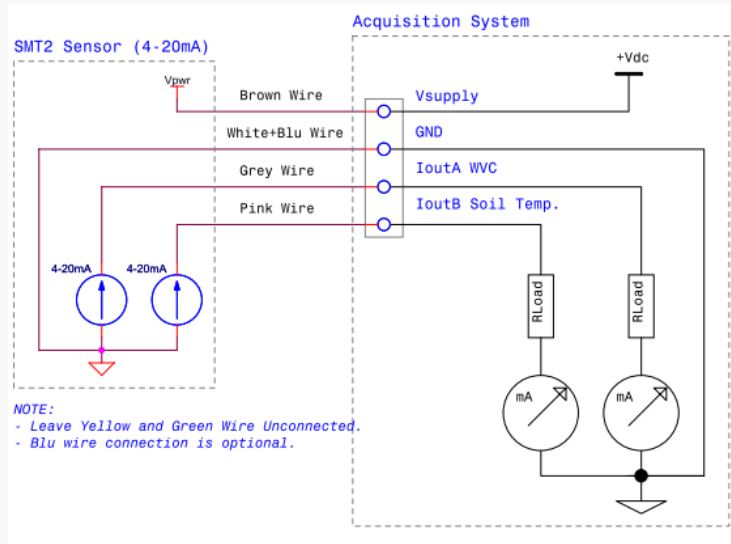 Acquisition System
SMT2 Sensor (4-20mA)
+Vdc
Vpwr
Brown Wire
Vsupply
White+Blu Wire
GND
Grey Wire
IoutA WVC
Pink Wire
IoutB Soil Temp.
4-20mA
4-20mA
RLoad
RLoad
mA
mA
NOTE:
- Leave Yellow and Green Wire Unconnected.
- Blu wire connection is optional.